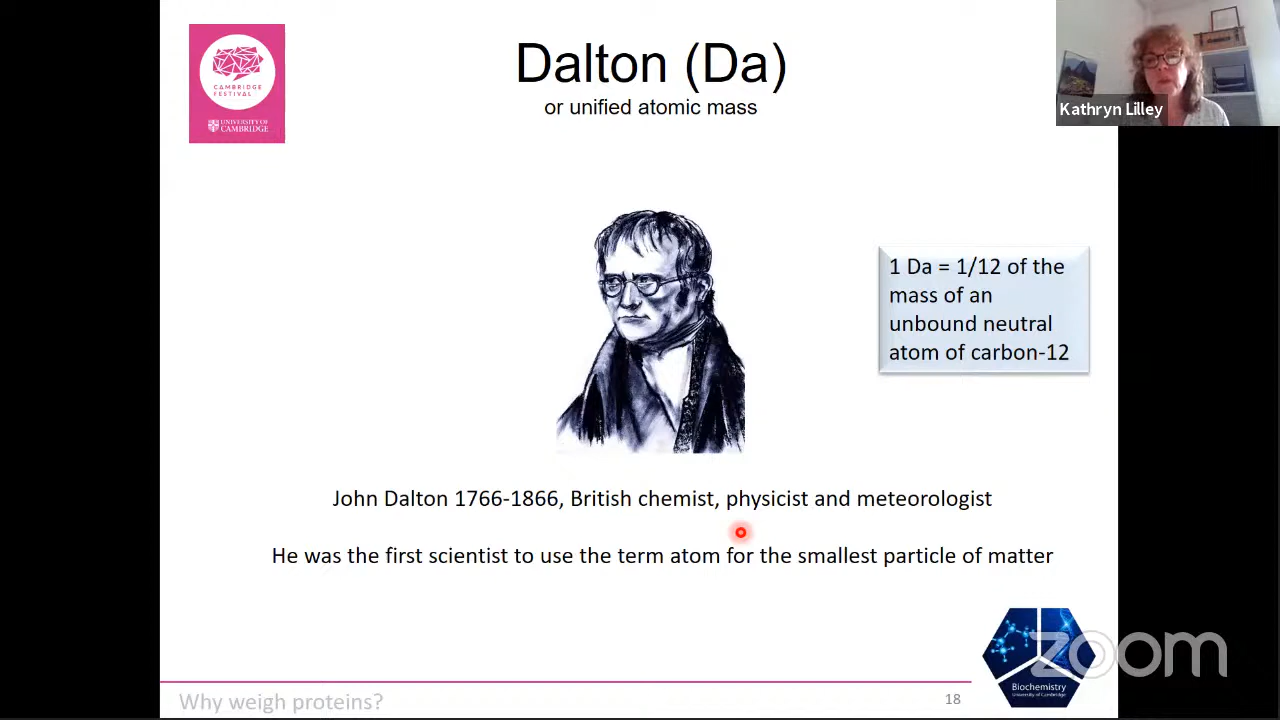 CAMBRIDGE
FESTIVAL
UNIVERSITY OF
CAMBRIDGE
Dalton (Da)
or unified atomic mass
Kathryn Lilley
1 Da = 1/12 of the
mass of an
unbound neutral
atom of carbon-12
John Dalton 1766-1866, British chemist, physicist and meteorologist
He was the first scientist to use the term atom for the smallest particle of matter
Biochemistry
University of Cambridge
zoom
Why weigh proteins?
18